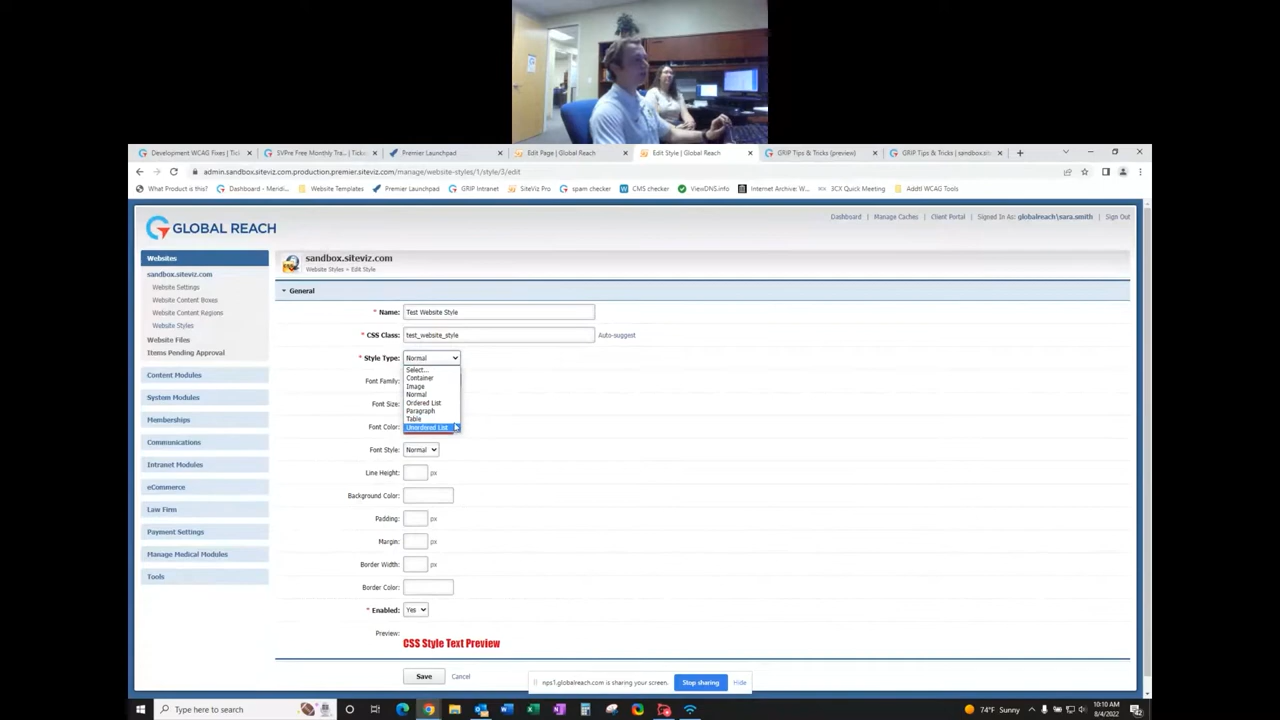 Development WCAG Fixes | Ti
SVPre Free Monthly Tra... | Ticke
Premier Launchpad
Edit Page | Global Reach
Edit Style | Global Reach
GRIP Tips & Tricks (preview)
GRIP Tips & Tricks | sandbox.si
admin.sandbox.siteviz.com.production.premier.siteviz.com/manage/website-styles/1/style/3/edit
What Product is this?
Dashboard - Meridi...
Website Templates
Premier Launchpad
GRIP Intranet
SiteViz Pro
spam checker
CMS checker
ViewDNS.info
Internet Archive: W...
3CX Quick Meeting
Addtl WCAG Tools
GLOBAL REACH
Dashboard | Manage Caches | Client Portal | Signed In As: globalreach\sara.smith | Sign Out
Websites
sandbox.siteviz.com
Website Settings
Website Content Boxes
Website Content Regions
Website Styles
Website Files
Items Pending Approval
Content Modules
System Modules
Memberships
Communications
Intranet Modules
eCommerce
Law Firm
Payment Settings
Manage Medical Modules
Tools
sandbox.siteviz.com
Website Styles > Edit Style
General
* Name: Test Website Style
* CSS Class: test_website_style Auto-suggest
* Style Type: Normal
Select...
Container
Image
Normal
Ordered List
Paragraph
Table
Unordered List
Font Family:
Font Size:
Font Color:
Font Style: Normal
Line Height: px
Background Color:
Padding: px
Margin: px
Border Width: px
Border Color:
* Enabled: Yes
Preview:
CSS Style Text Preview
Save Cancel
nps1.globalreach.com is sharing your screen. Stop sharing Hide
Type here to search
74°F Sunny
10:10 AM
8/4/2022
42